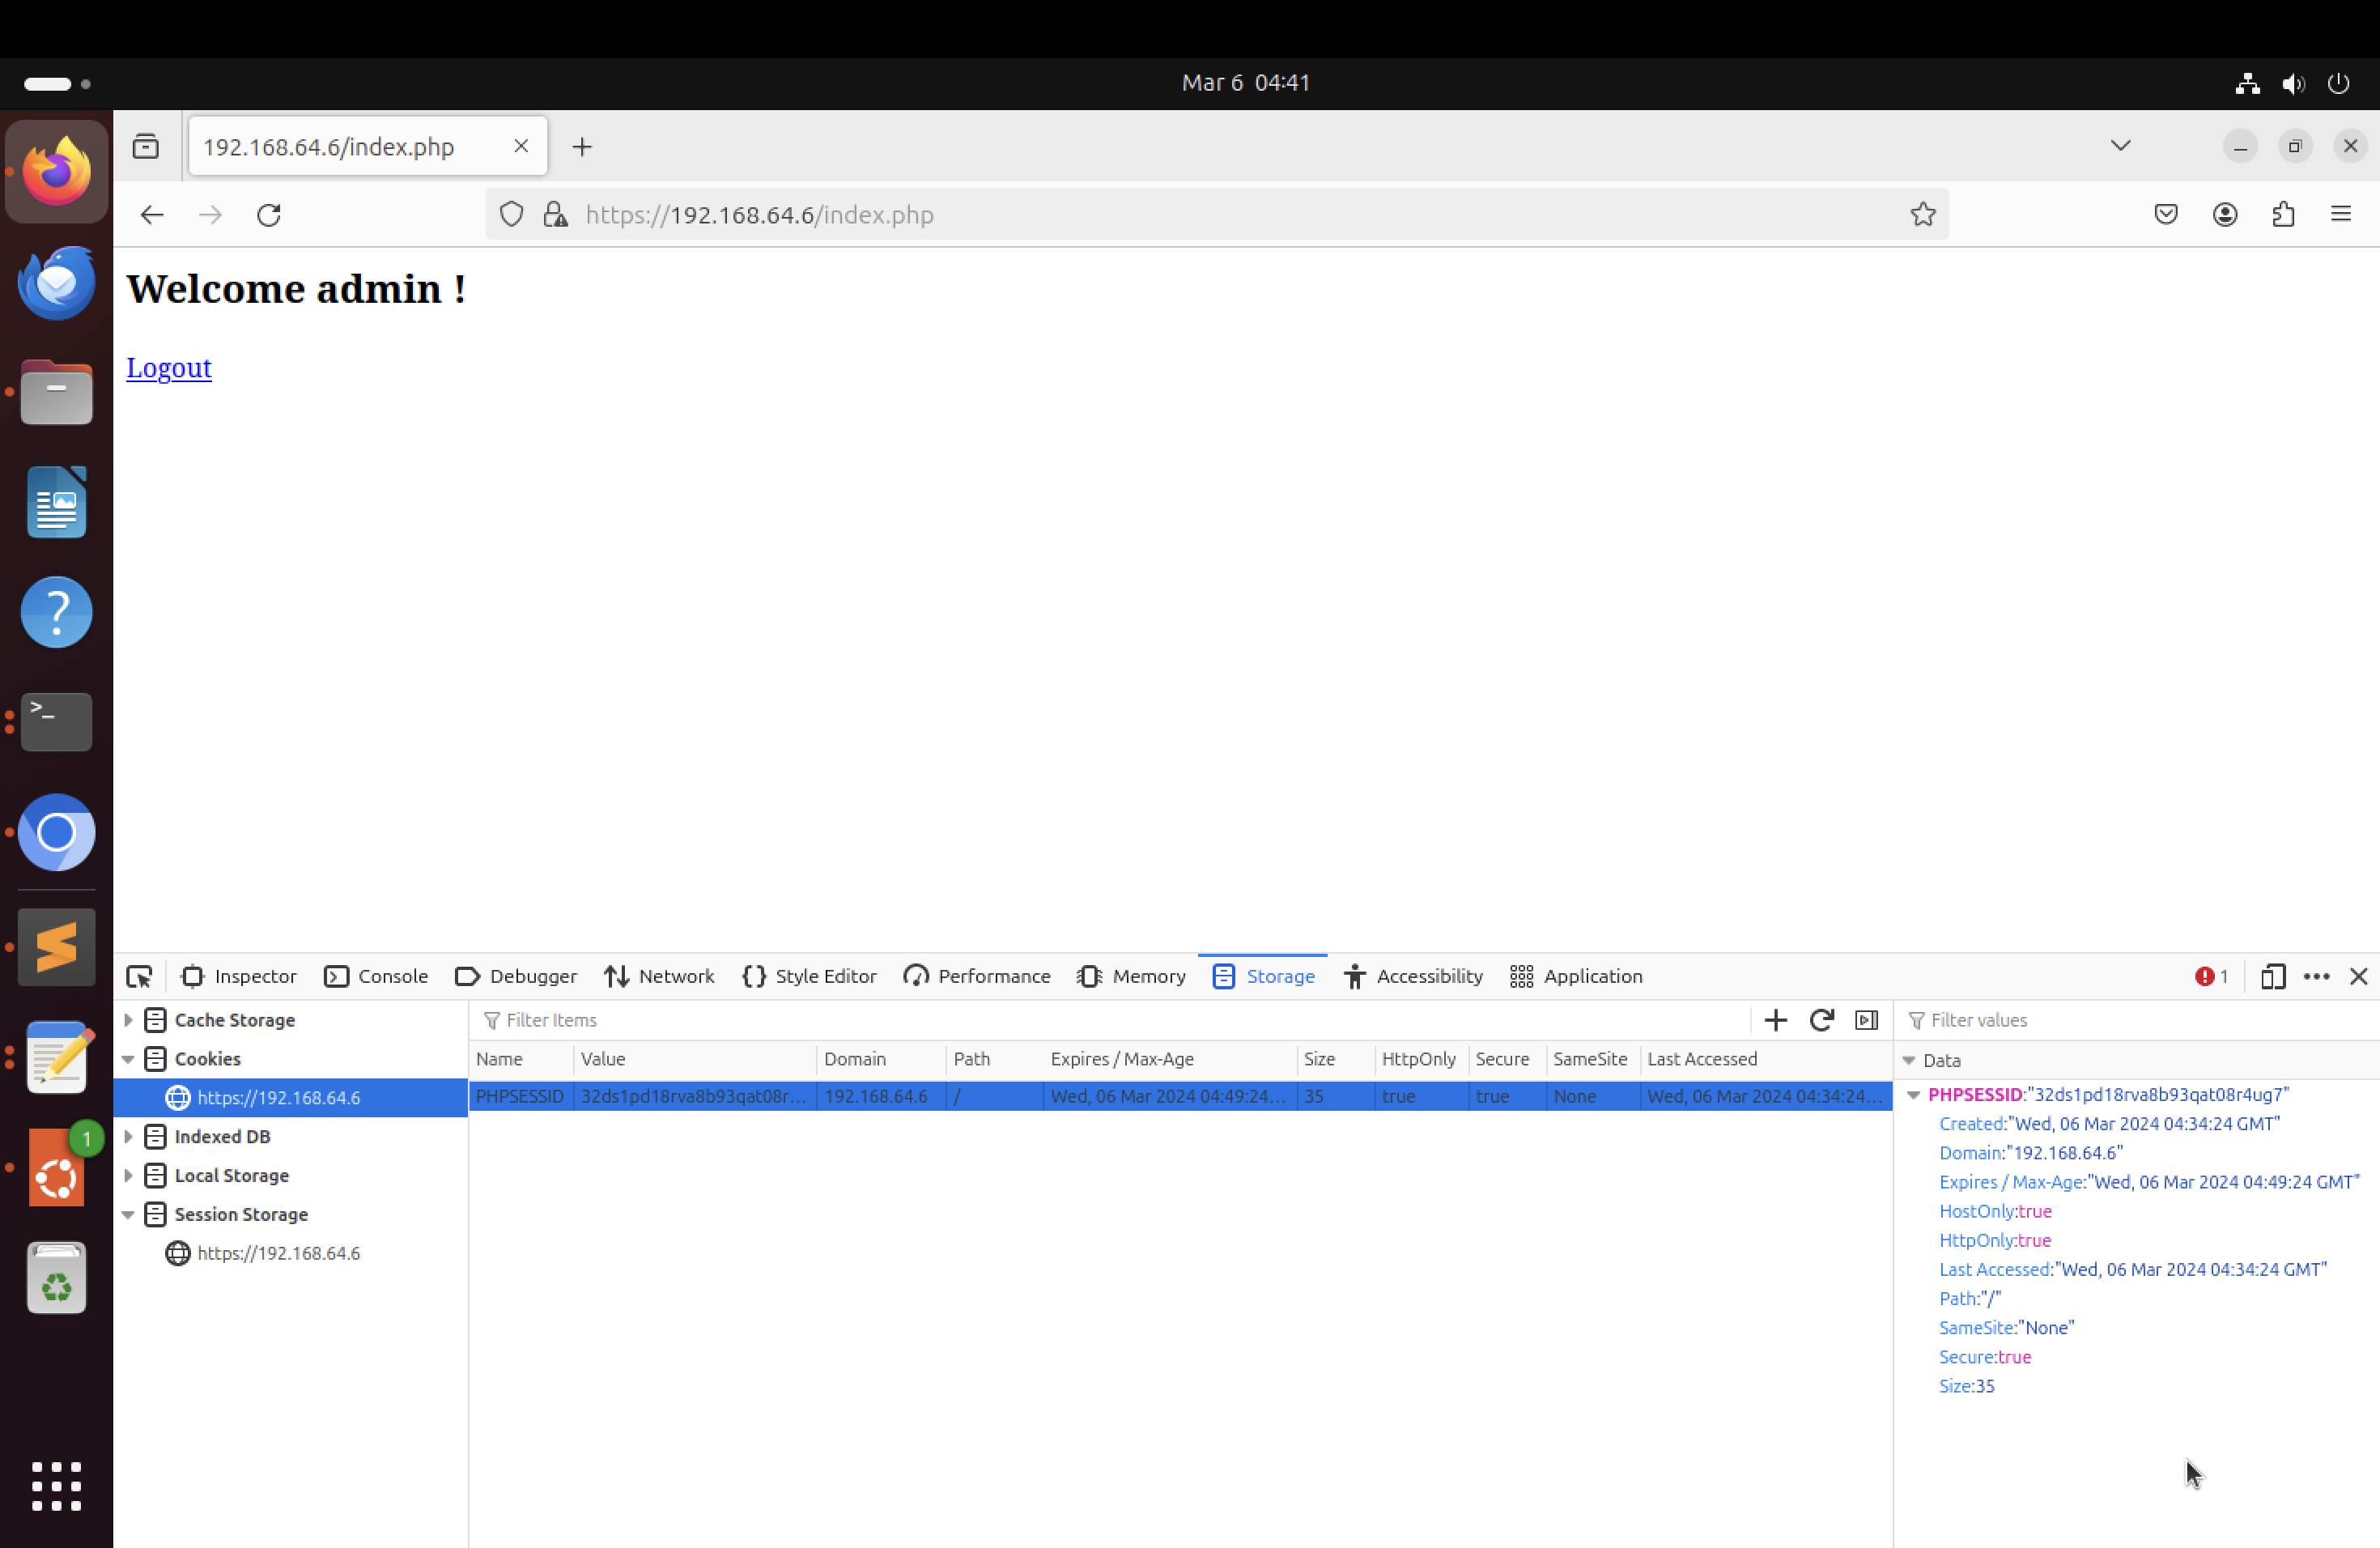 Mar 6 04:41
192.168.64.6/index.php
https://192.168.64.6/index.php
Welcome admin !
Logout
>_
?
1
Inspector Console Debugger Network Style Editor Performance Memory Storage Accessibility Application 1
Cache Storage
Cookies
https://192.168.64.6
Indexed DB
Local Storage
Session Storage
https://192.168.64.6
Filter Items
Name Value Domain Path Expires / Max-Age Size HttpOnly Secure SameSite Last Accessed
PHPSESSID 32ds1pd18rva8b93qat08r... 192.168.64.6 / Wed, 06 Mar 2024 04:49:24... 35 true true None Wed, 06 Mar 2024 04:34:24...
Filter values
Data
PHPSESSID:"32ds1pd18rva8b93qat08r4ug7"
Created:"Wed, 06 Mar 2024 04:34:24 GMT"
Domain:"192.168.64.6"
Expires / Max-Age:"Wed, 06 Mar 2024 04:49:24 GMT"
HostOnly:true
HttpOnly:true
Last Accessed:"Wed, 06 Mar 2024 04:34:24 GMT"
Path:"/"
SameSite:"None"
Secure:true
Size:35